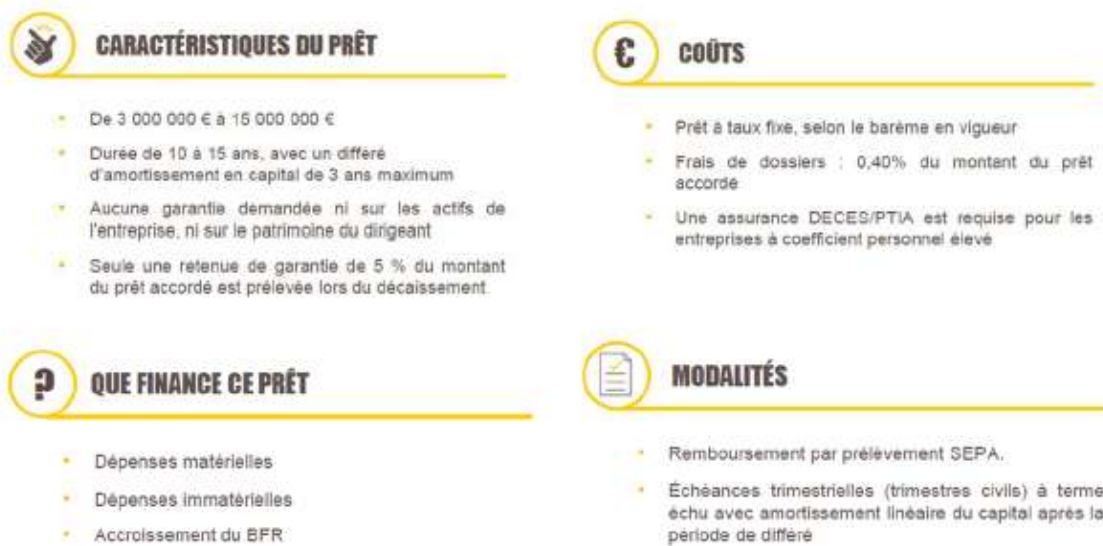 CARACTÉRISTIQUES DU PRÊT
De 3 000 000 € à 15 000 000 €
Durée de 10 à 15 ans, avec un différé
d'amortissement en capital de 3 ans maximum
Aucune garantie demandée ni sur les actifs de
l'entreprise, ni sur le patrimoine du dirigeant
Seule une retenue de garantie de 5 % du montant
du prêt accordé est prélevée lors du décaissement
€ COÛTS
Prêt à taux fixe, selon le barème en vigueur
Frais de dossiers : 0,40% du montant du prêt
accordé
Une assurance DECES/PTIA est requise pour les
entreprises à coefficient personnel élevé
? QUE FINANCE CE PRÊT
Dépenses matérielles
Dépenses immatérielles
Accroissement du BFR
MODALITÉS
Remboursement par prélèvement SEPA.
Échéances trimestrielles (trimestres civils) à terme
échu avec amortissement linéaire du capital après la
période de différé